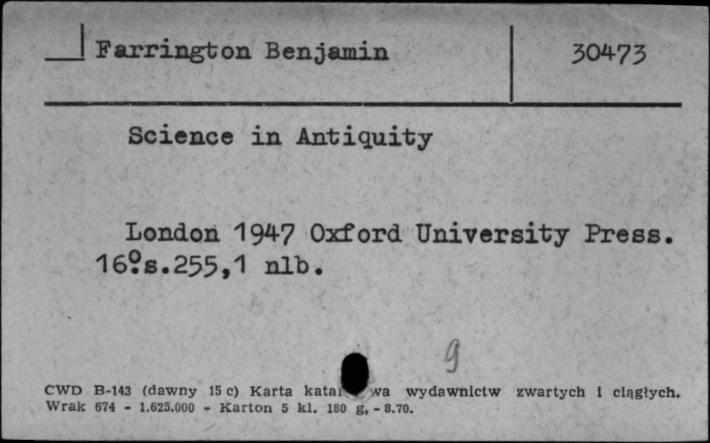 Farrington Benjamin 30473
Science in Antiquity
London 1947 Oxford University Press.
16⁰.s.255,1 nlb.
g
CWD B-143 (dawny 15 c) Karta wydawnictw zwartych i ciągłych.
Wrak 674 - 1.625.000 - Karton 5 kl. 180 g, - 8.70.